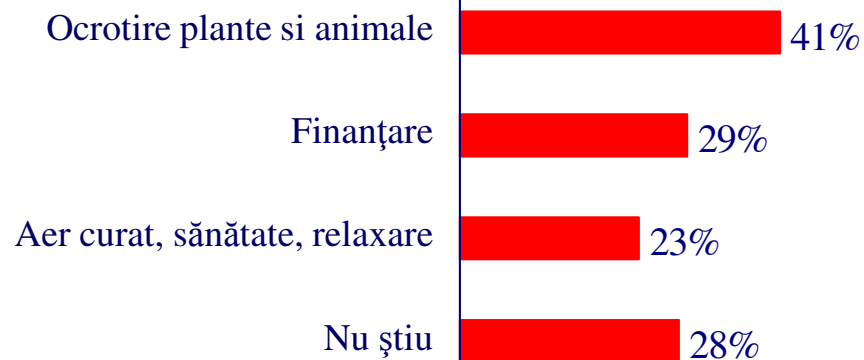 Ocrotire plante si animale 41%
Finanţare 29%
Aer curat, sănătate, relaxare 23%
Nu ştiu 28%